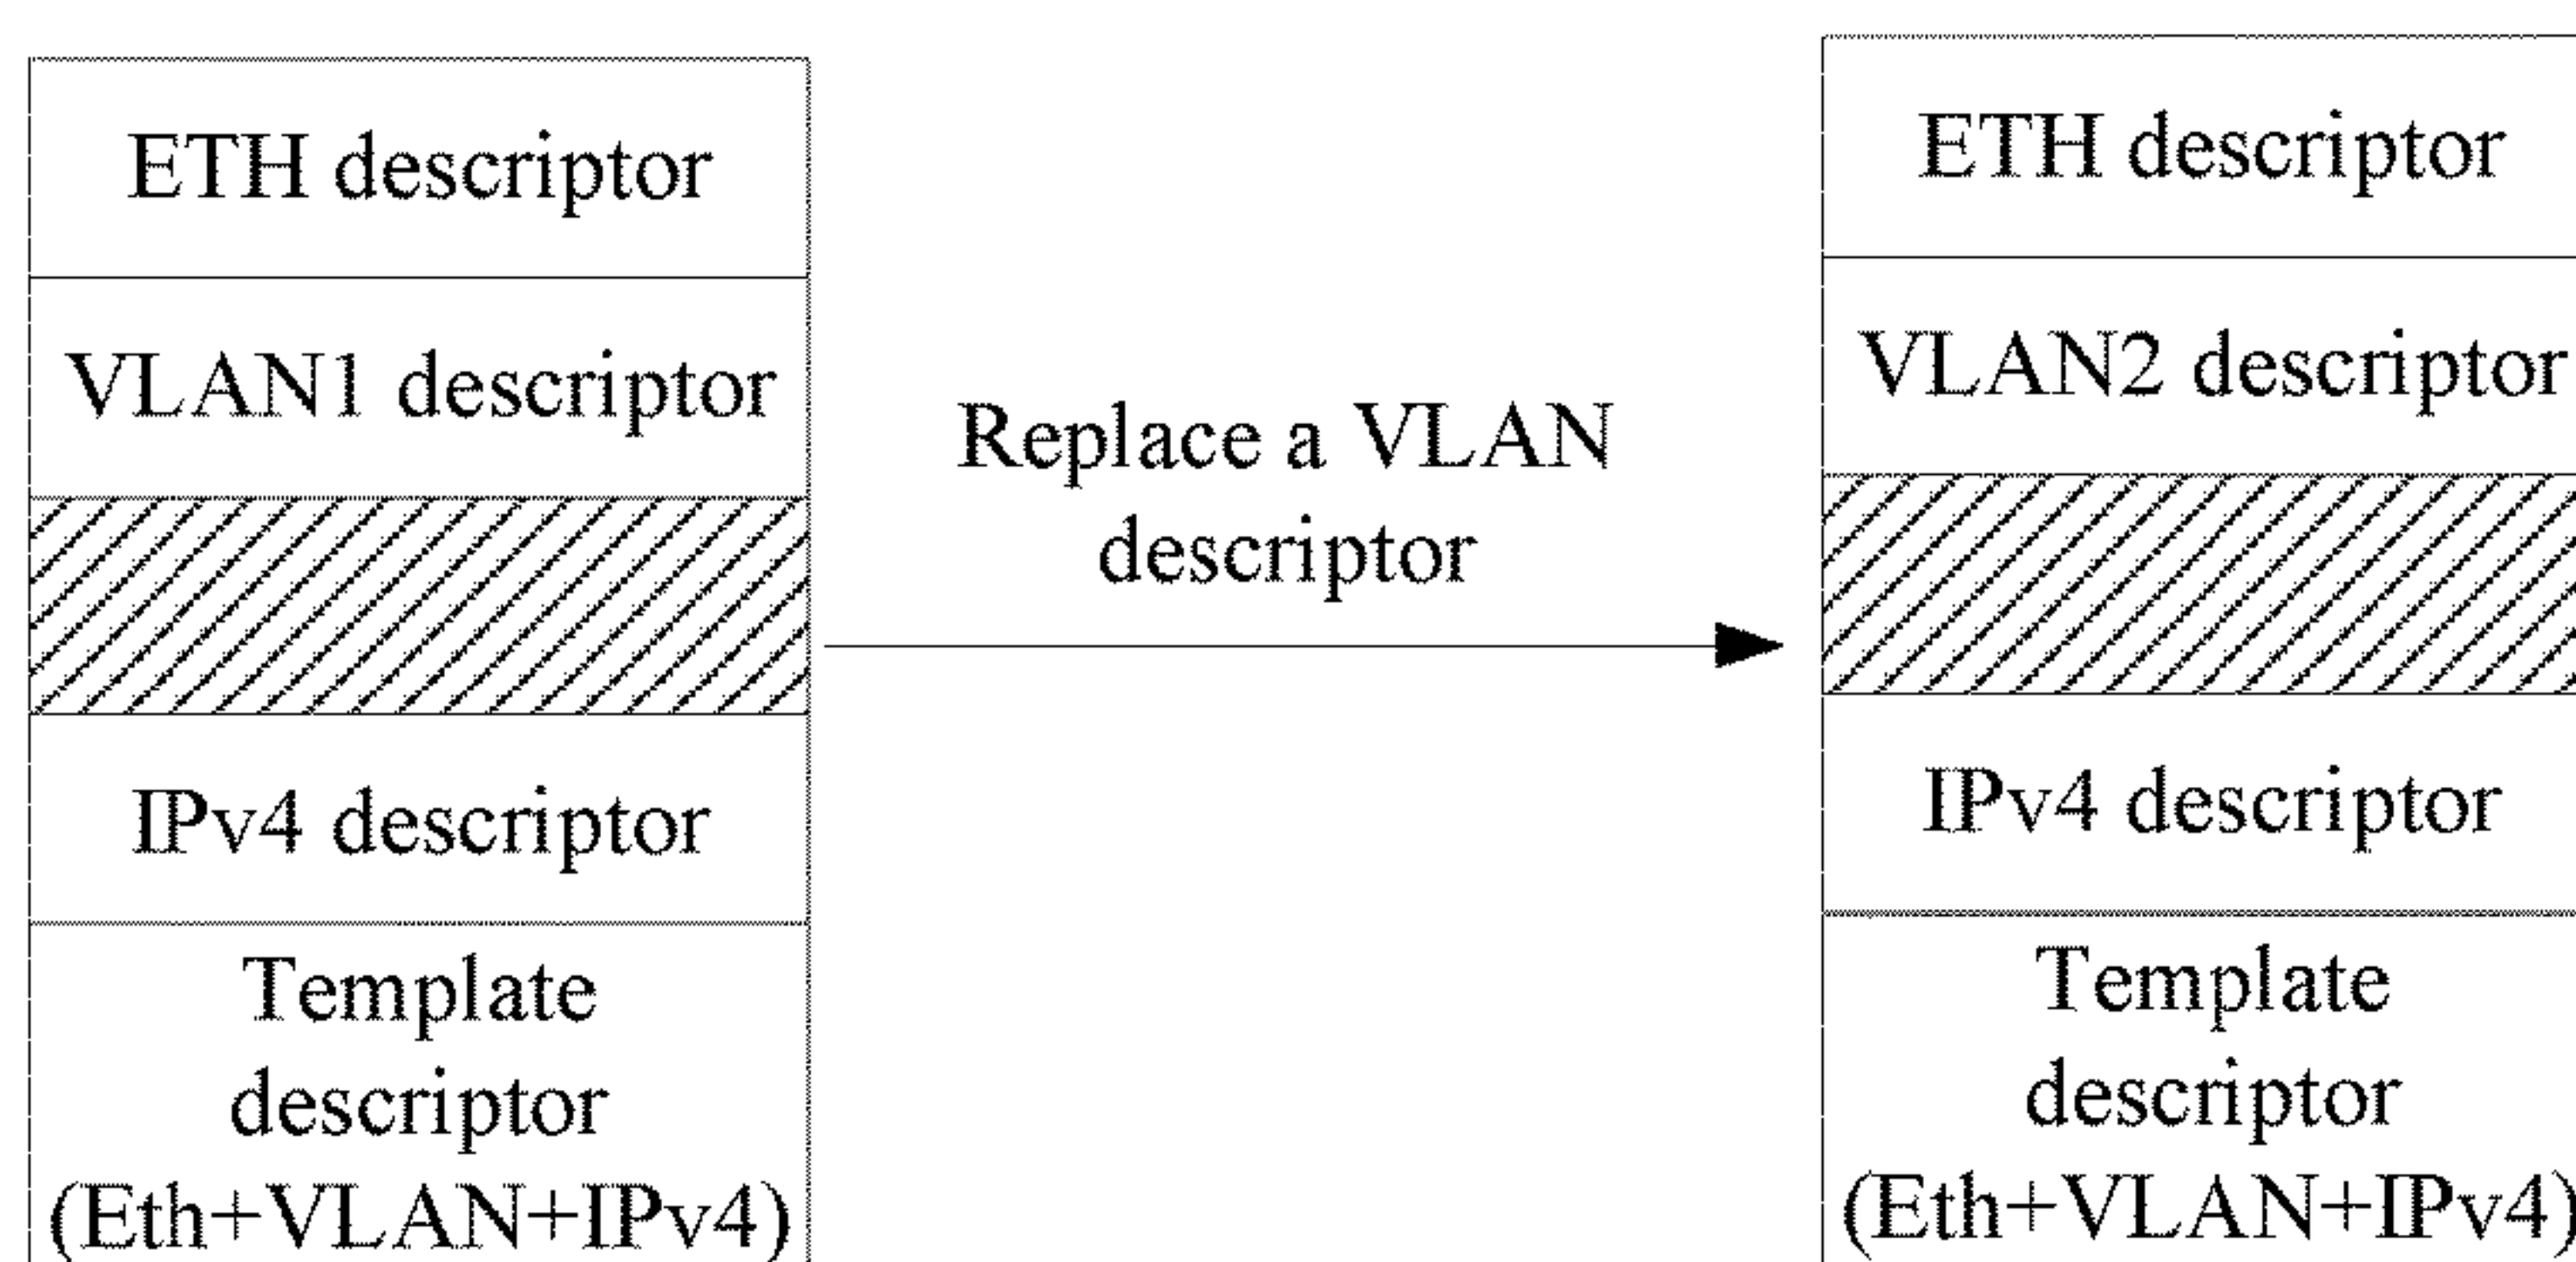 ETH descriptor
VLAN1 descriptor
IPv4 descriptor
Template
descriptor
(Eth+VLAN+IPv4)
Replace a VLAN
descriptor
ETH descriptor
VLAN2 descriptor
IPv4 descriptor
Template
descriptor
(Eth+VLAN+IPv4)